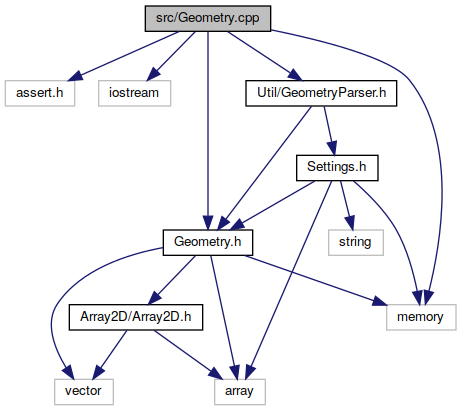 src/Geometry.cpp
assert.h
iostream
Util/GeometryParser.h
Settings.h
Geometry.h
string
Array2D/Array2D.h
memory
vector
array